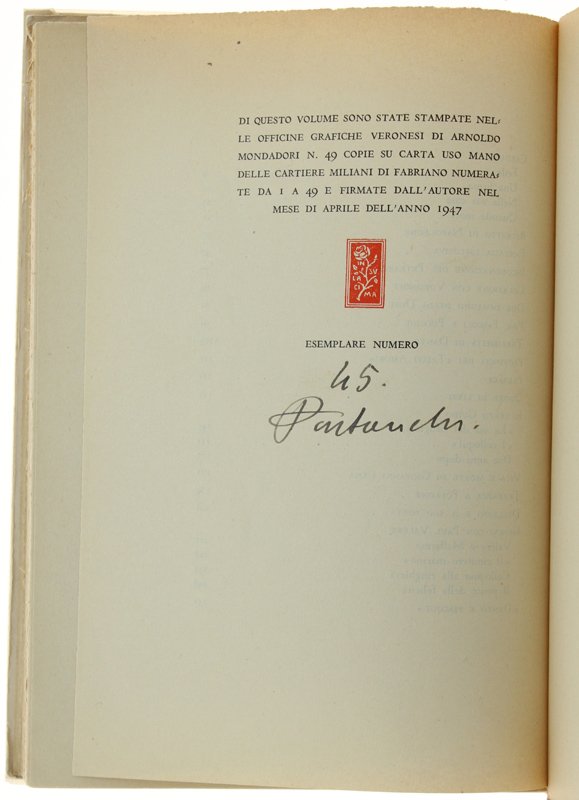 DI QUESTO VOLUME SONO STATE STAMPATE NEL-
LE OFFICINE GRAFICHE VERONESI DI ARNOLDO
MONDADORI N. 49 COPIE SU CARTA USO MANO
DELLE CARTIERE MILIANI DI FABRIANO NUMERA-
TE DA 1 A 49 E FIRMATE DALL'AUTORE NEL
MESE DI APRILE DELL'ANNO 1947
IN
LA SU
CI MA
ESEMPLARE NUMERO
45.